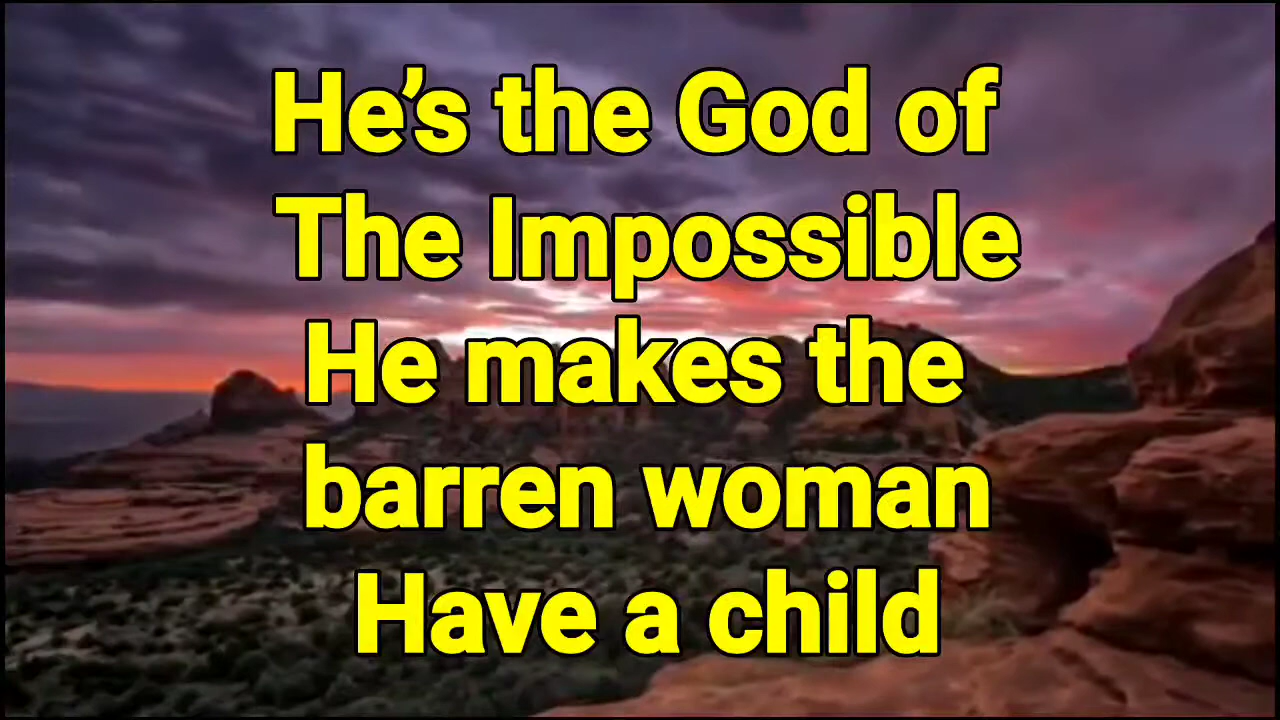 He’s the God of
The Impossible
He makes the
barren woman
Have a child